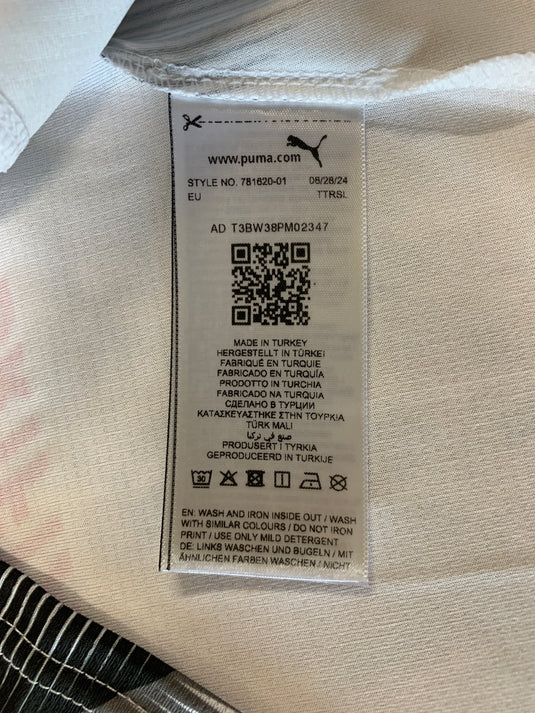 www.puma.com
STYLE NO. 781620-01 08/28/24
EU TTRSL
AD T3BW38PM02347
MADE IN TURKEY
HERGESTELLT IN TÜRKEI
FABRIQUÉ EN TURQUIE
FABRICADO EN TURQUÍA
PRODOTTO IN TURCHIA
FABRICADO NA TURQUIA
СДЕЛАНО В ТУРЦИИ
ΚΑΤΑΣΚΕΥΑΣΤΗΚΕ ΣΤΗΝ ΤΟΥΡΚΙΑ
TÜRK MALI
صنع في تركيا
PRODUSERT I TYRKIA
GEPRODUCEERD IN TURKIJE
30
EN: WASH AND IRON INSIDE OUT / WASH
WITH SIMILAR COLOURS / DO NOT IRON
PRINT / USE ONLY MILD DETERGENT
DE: LINKS WASCHEN UND BÜGELN / MIT
ÄHNLICHEN FARBEN WASCHEN / NICHT